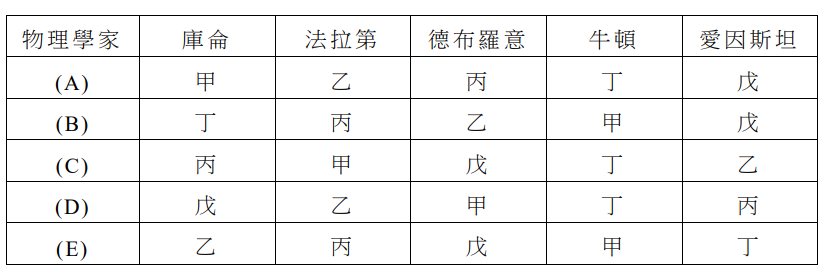 物理學家 庫侖 法拉第 德布羅意 牛頓 愛因斯坦
(A) 甲 乙 丙 丁 戊
(B) 丁 丙 乙 甲 戊
(C) 丙 甲 戊 丁 乙
(D) 戊 乙 甲 丁 丙
(E) 乙 丙 戊 甲 丁